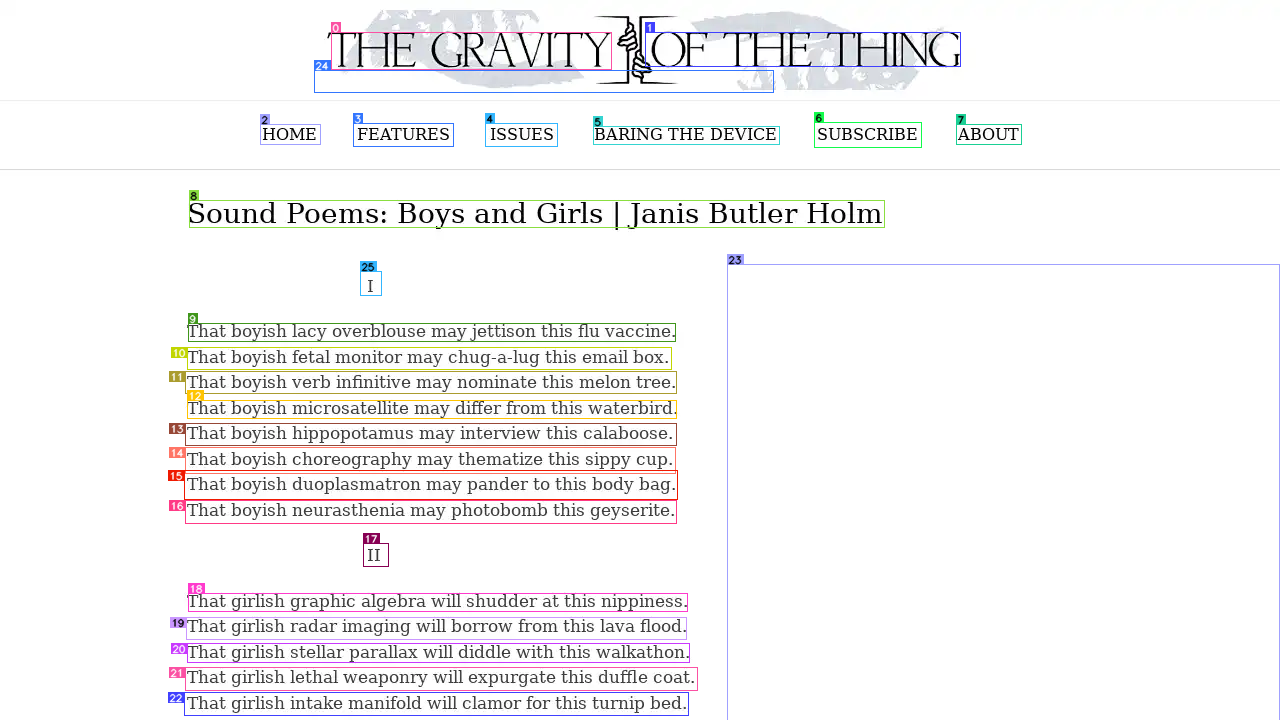 THE GRAVITY OF THE THING
HOME FEATURES ISSUES BARING THE DEVICE SUBSCRIBE ABOUT
Sound Poems: Boys and Girls | Janis Butler Holm
I
That boyish lacy overblouse may jettison this flu vaccine.
That boyish fetal monitor may chug-a-lug this email box.
That boyish verb infinitive may nominate this melon tree.
That boyish microsatellite may differ from this waterbird.
That boyish hippopotamus may interview this calaboose.
That boyish choreography may thematize this sippy cup.
That boyish duoplasmatron may pander to this body bag.
That boyish neurasthenia may photobomb this geyserite.
II
That girlish graphic algebra will shudder at this nippiness.
That girlish radar imaging will borrow from this lava flood.
That girlish stellar parallax will diddle with this walkathon.
That girlish lethal weaponry will expurgate this duffle coat.
That girlish intake manifold will clamor for this turnip bed.